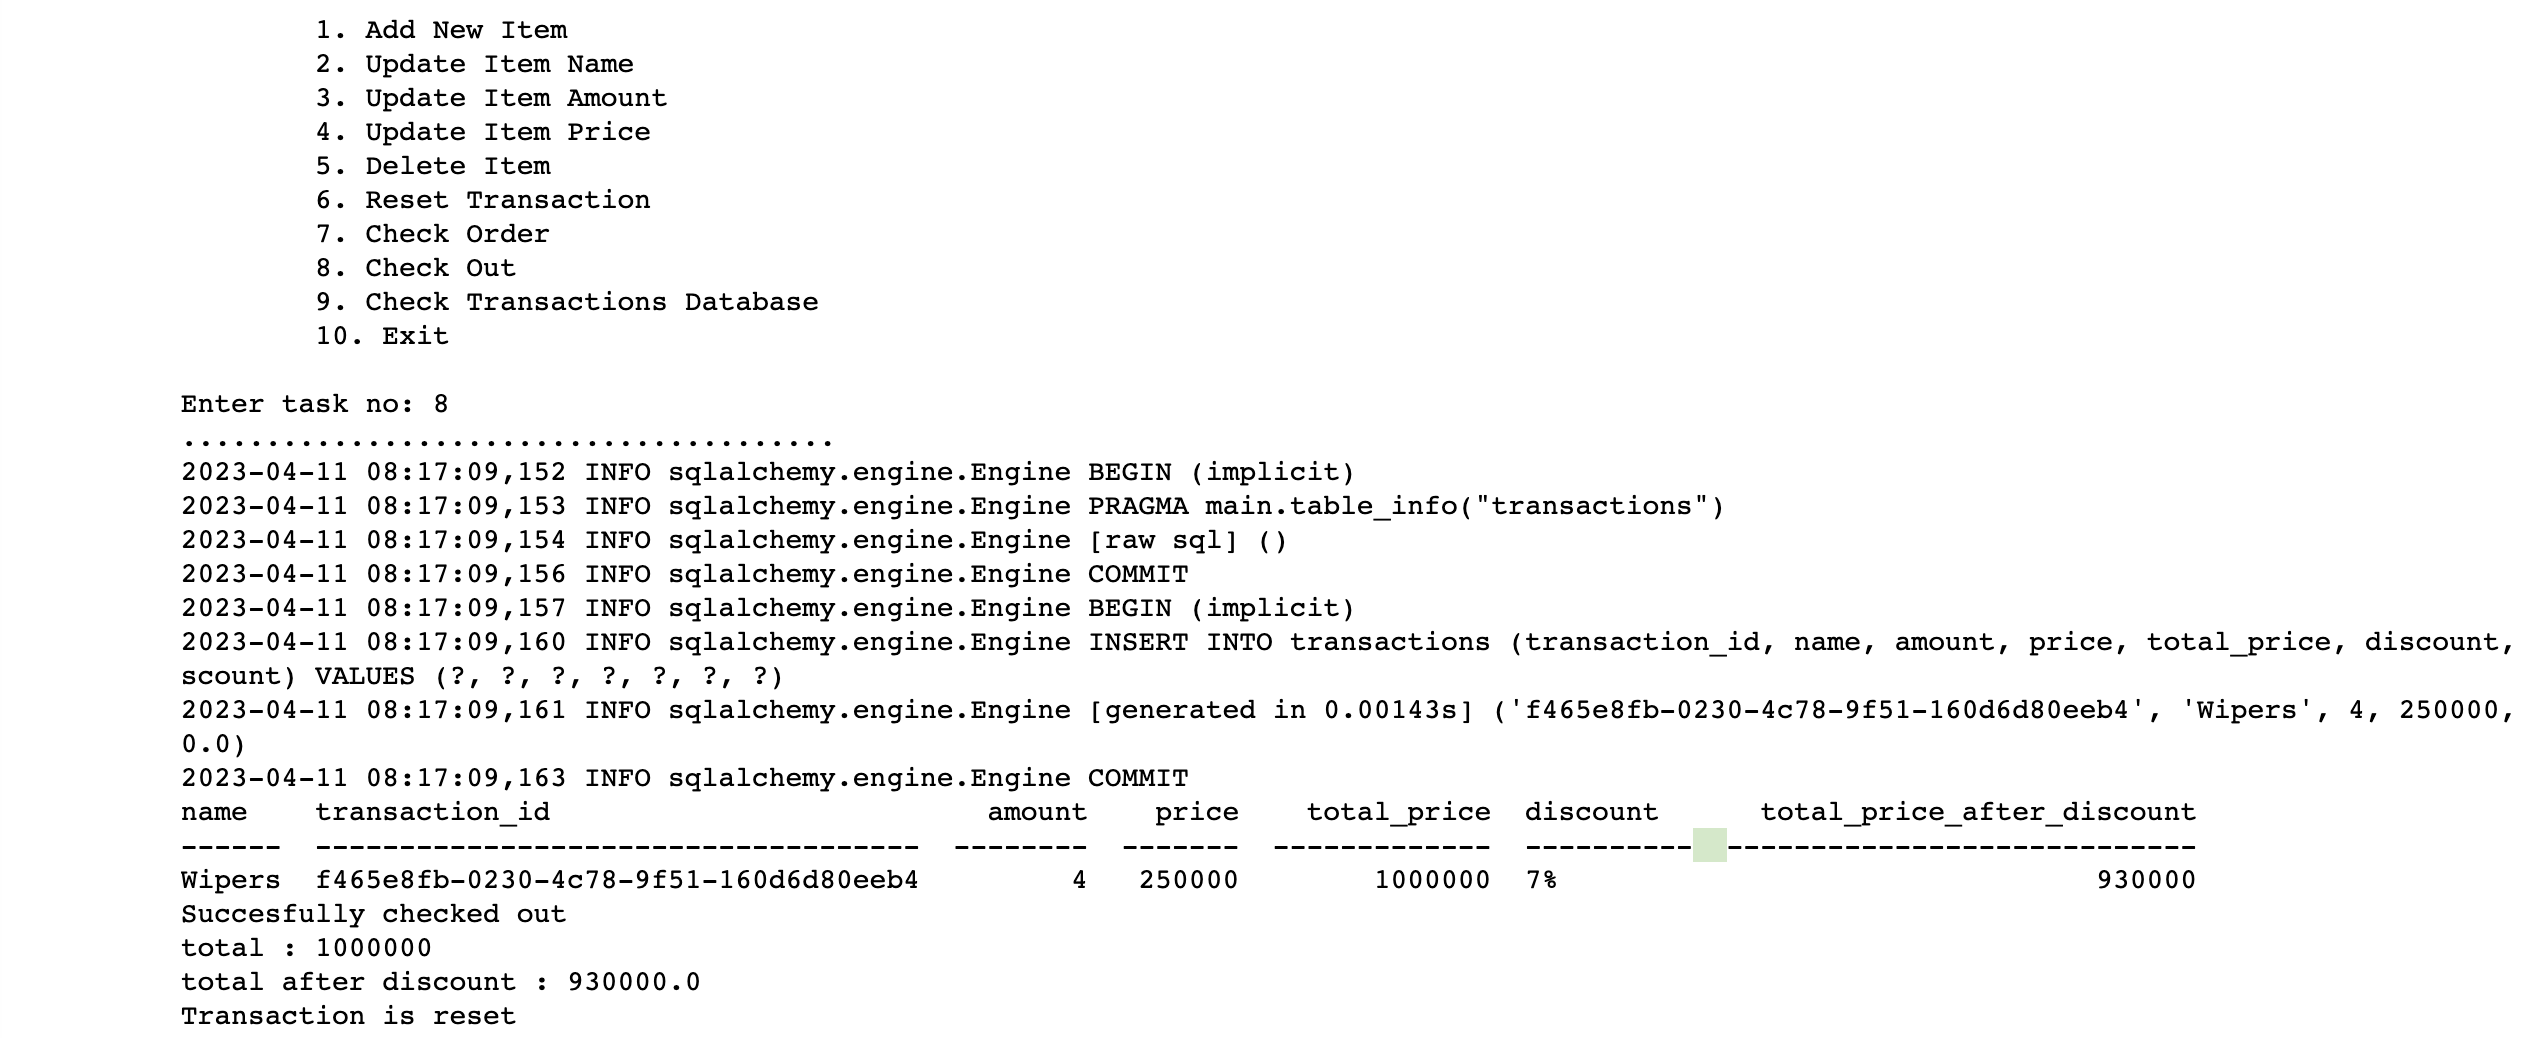 1. Add New Item
2. Update Item Name
3. Update Item Amount
4. Update Item Price
5. Delete Item
6. Reset Transaction
7. Check Order
8. Check Out
9. Check Transactions Database
10. Exit
Enter task no: 8
.......................................
2023-04-11 08:17:09,152 INFO sqlalchemy.engine.Engine BEGIN (implicit)
2023-04-11 08:17:09,153 INFO sqlalchemy.engine.Engine PRAGMA main.table_info("transactions")
2023-04-11 08:17:09,154 INFO sqlalchemy.engine.Engine [raw sql] ()
2023-04-11 08:17:09,156 INFO sqlalchemy.engine.Engine COMMIT
2023-04-11 08:17:09,157 INFO sqlalchemy.engine.Engine BEGIN (implicit)
2023-04-11 08:17:09,160 INFO sqlalchemy.engine.Engine INSERT INTO transactions (transaction_id, name, amount, price, total_price, discount,
scount) VALUES (?, ?, ?, ?, ?, ?, ?)
2023-04-11 08:17:09,161 INFO sqlalchemy.engine.Engine [generated in 0.00143s] ('f465e8fb-0230-4c78-9f51-160d6d80eeb4', 'Wipers', 4, 250000,
0.0)
2023-04-11 08:17:09,163 INFO sqlalchemy.engine.Engine COMMIT
name    transaction_id                          amount    price    total_price  discount      total_price_after_discount
------  ------------------------------------  --------  -------  -------------  ----------  ----------------------------
Wipers  f465e8fb-0230-4c78-9f51-160d6d80eeb4         4   250000        1000000  7%                                930000
Succesfully checked out
total : 1000000
total after discount : 930000.0
Transaction is reset